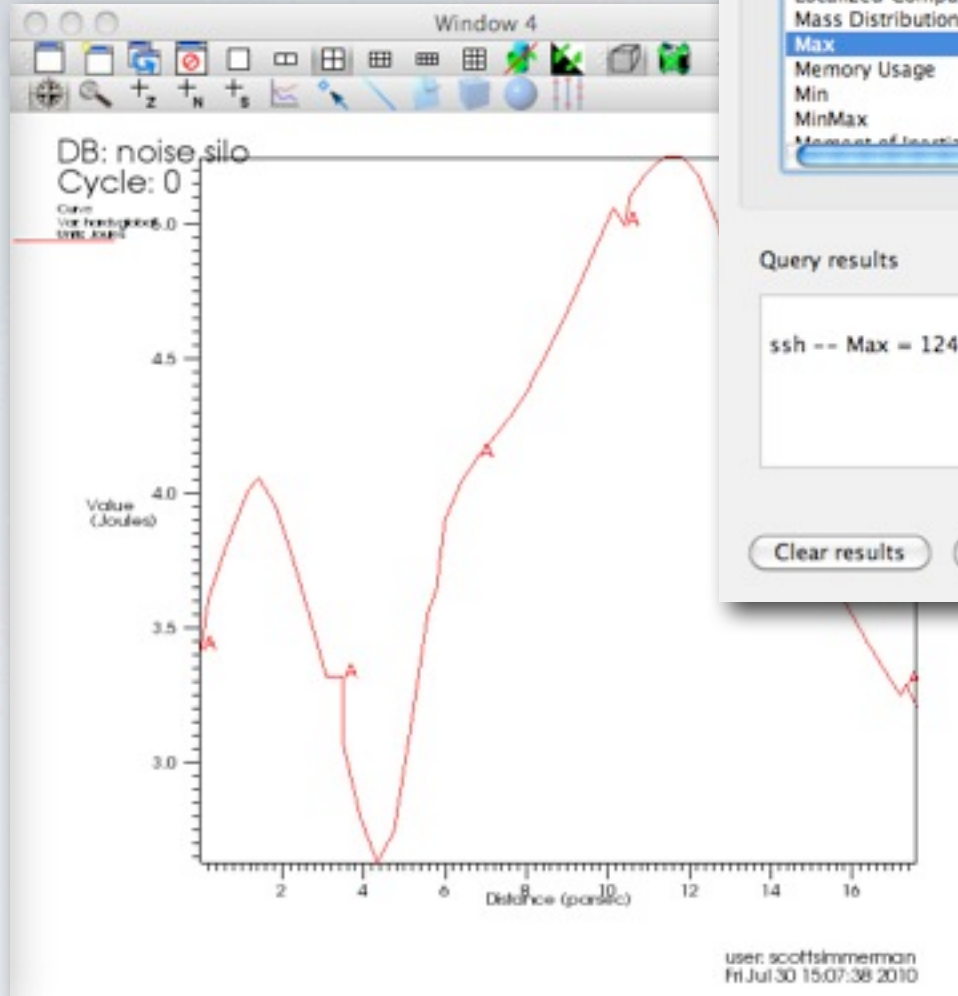 Window 4
Mass Distribution
Max
Memory Usage
Min
MinMax
Query results
ssh -- Max = 124
Clear results
+z +N +s
DB: noise.silo
Cycle: 0
Curve
Units: Joules
5.0
4.5
4.0
3.5
3.0
Value
(Joules)
A
A
A
A
A
2 4 6 8 10 12 14 16
Distance (parsec)
user: scottsimmerman
Fri Jul 30 15:07:38 2010